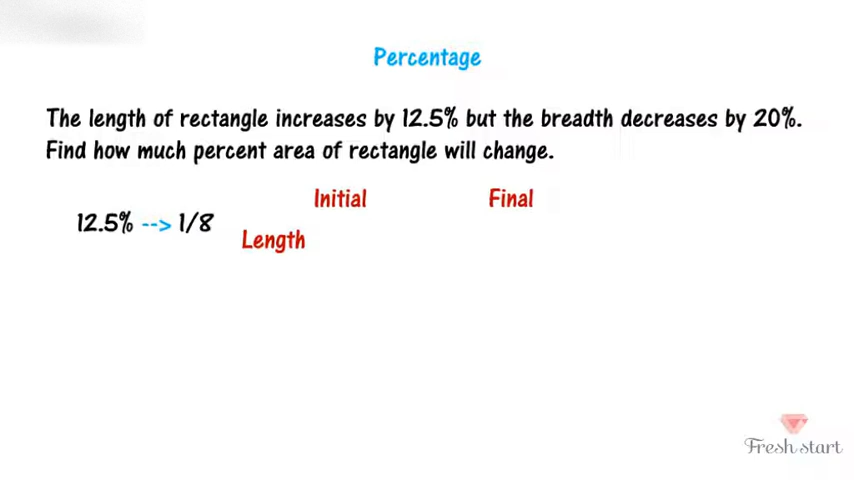 Percentage
The length of rectangle increases by 12.5% but the breadth decreases by 20%.
Find how much percent area of rectangle will change.
Initial Final
12.5% --> 1/8
Length
Fresh start